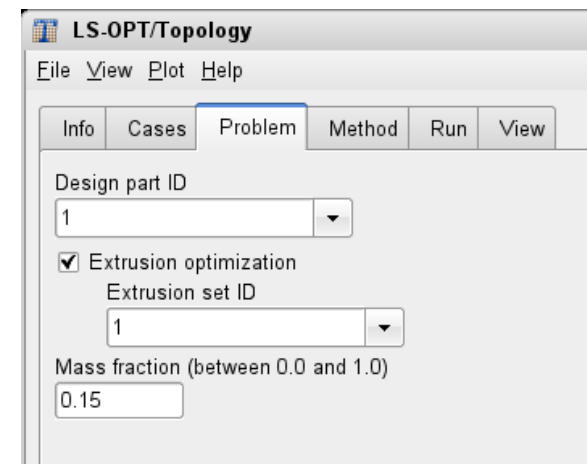 LS-OPT/Topology
File View Plot Help
Info Cases Problem Method Run View
Design part ID
1
Extrusion optimization
Extrusion set ID
1
Mass fraction (between 0.0 and 1.0)
0.15